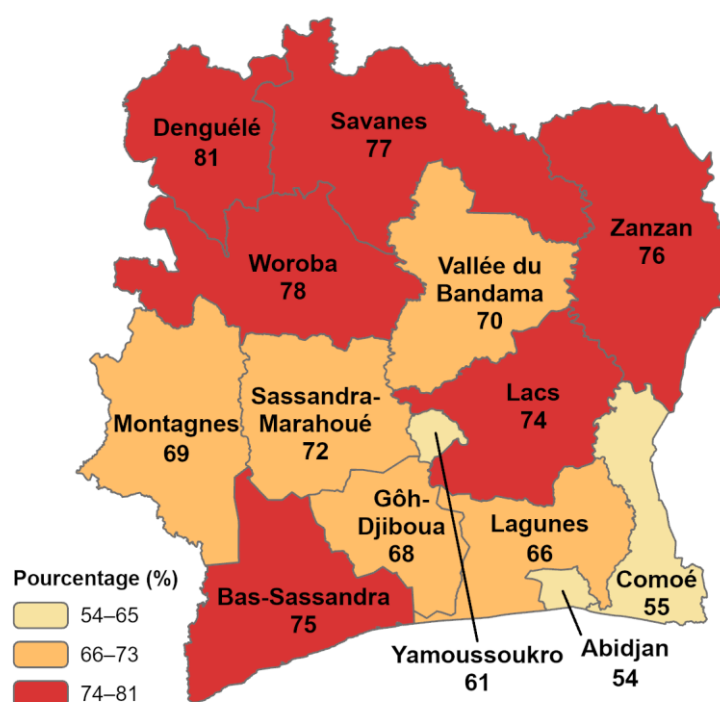 Denguélé
81
Savanes
77
Zanzan
76
Woroba
78
Vallée du
Bandama
70
Lacs
74
Sassandra-
Marahoué
72
Montagnes
69
Gôh-
Djiboua
68
Lagunes
66
Comoé
55
Bas-Sassandra
75
Yamoussoukro
61
Abidjan
54
Pourcentage (%)
54–65
66–73
74–81